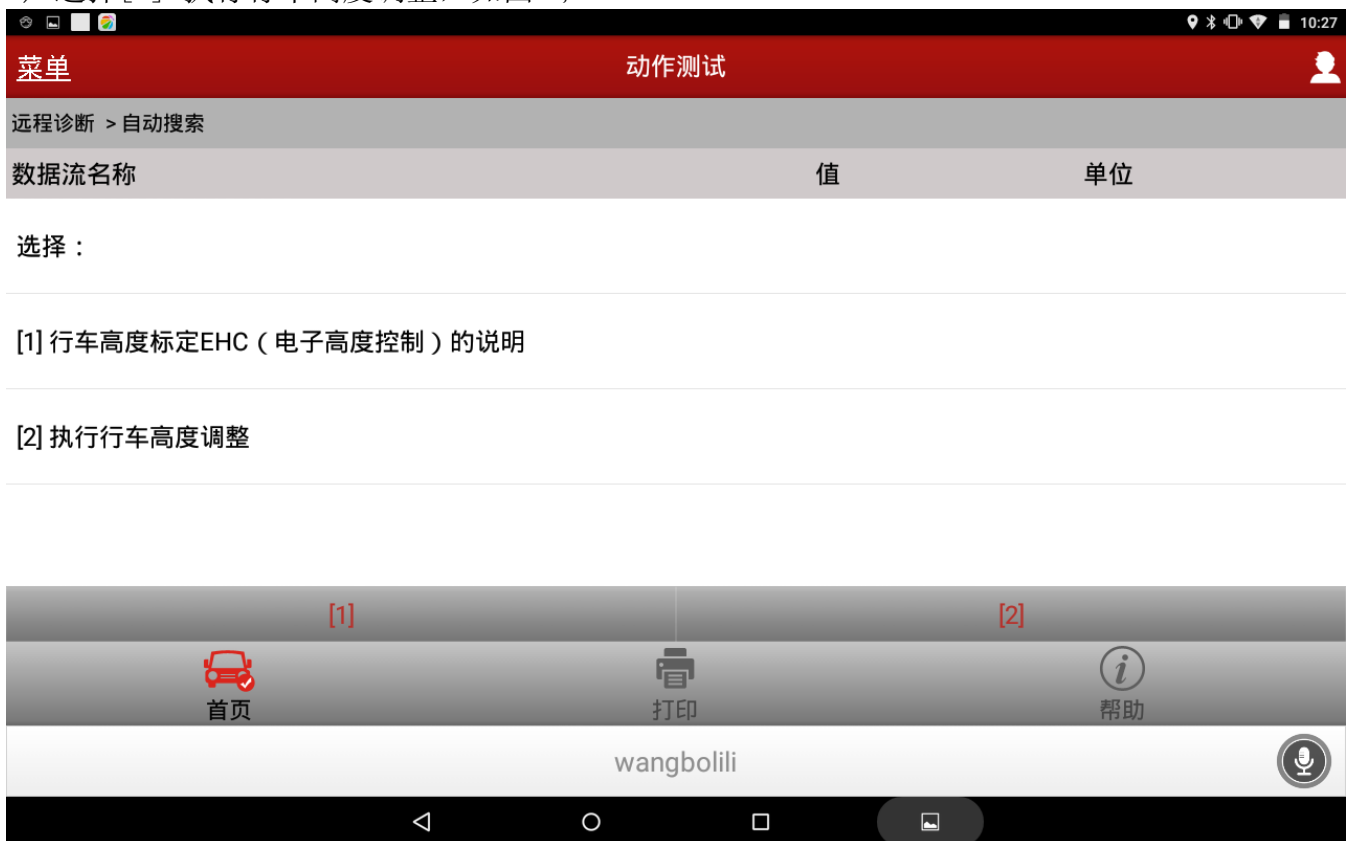 10:27
菜单
动作测试
远程诊断 >自动搜索
数据流名称 值 单位
选择：
[1] 行车高度标定EHC（电子高度控制）的说明
[2] 执行行车高度调整
[1] [2]
首页 打印 帮助
wangbolili